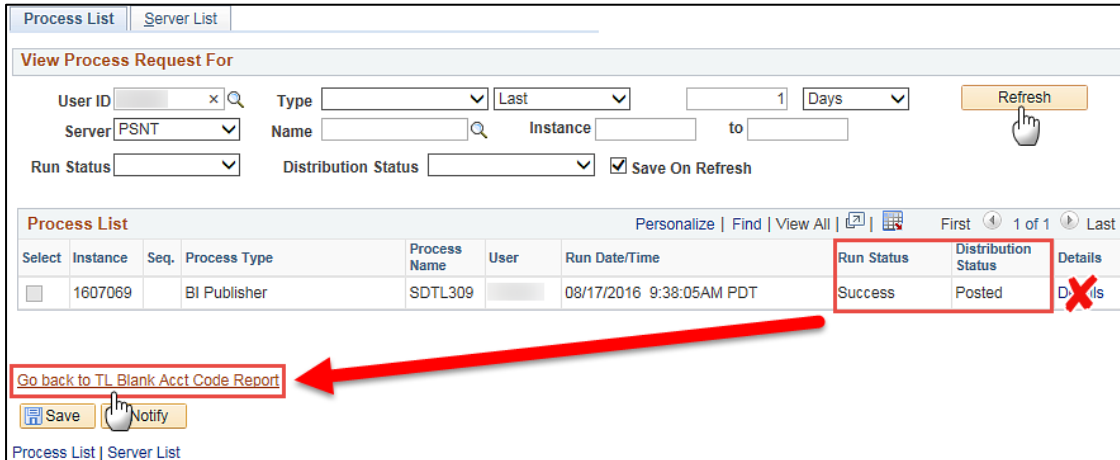 Process List Server List
View Process Request For
User ID Type Last 1 Days Refresh
Server PSNT Name Instance to
Run Status Distribution Status Save On Refresh
Process List Personalize | Find | View All | | First 1 of 1 Last
Select Instance Seq. Process Type Process Name User Run Date/Time Run Status Distribution Status Details
1607069 BI Publisher SDTL309 08/17/2016 9:38:05AM PDT Success Posted Details
Go back to TL Blank Acct Code Report
Save Notify
Process List | Server List